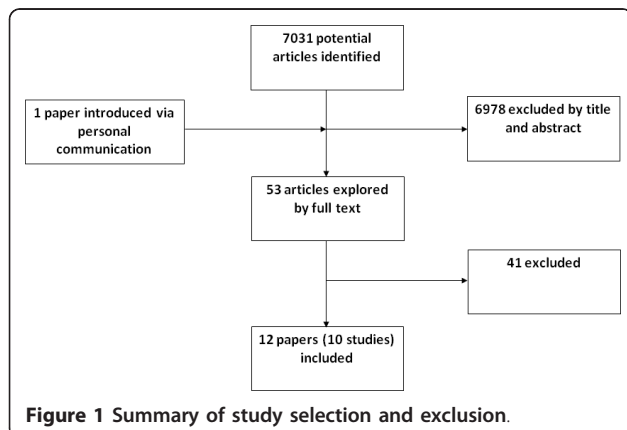 7031 potential
articles identified
1 paper introduced via
personal
communication
6978 excluded by title
and abstract
53 articles explored
by full text
41 excluded
12 papers (10 studies)
included
Figure 1 Summary of study selection and exclusion.